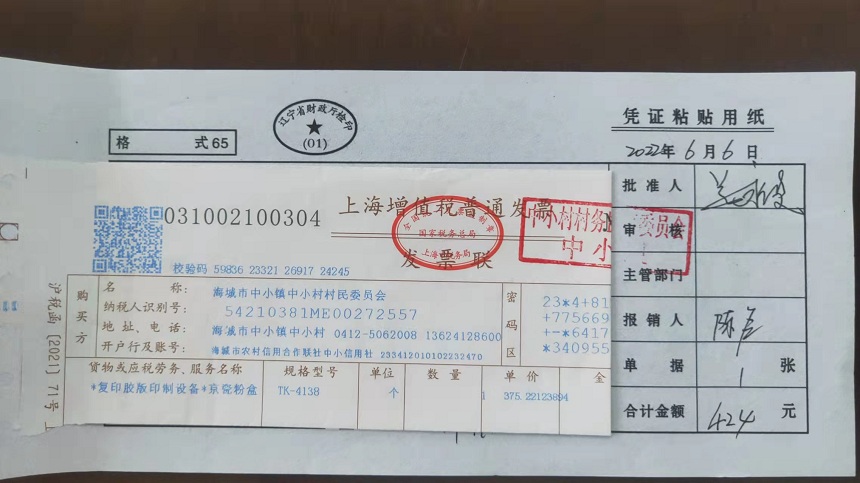 凭证粘贴用纸
格 式65
辽宁省财政厅检印
(01)
2022年6月6日
031002100304
上海增值税普通发票
国家税务总局
发票联
校验码 59836 23321 26917 24245
沪税函〔2021〕71号
购买方
名 称: 海城市中小镇中小村村民委员会
纳税人识别号: 54210381ME00272557
地 址、电 话: 海城市中小镇中小村 0412-5062008 13624128600
开户行及账号: 海城市农村信用合作联社中小信用社 233412010102232470
密码区
23*4+81
+775669
+-*6417
*340955
货物或应税劳务、服务名称 规格型号 单位 数 量 单 价 金
*复印胶版印制设备*京瓷粉盒 TK-4138 个 1 375.22123894
批准人
审 核
主管部门
报销人 陈
单 据 1 张
合计金额 424 元